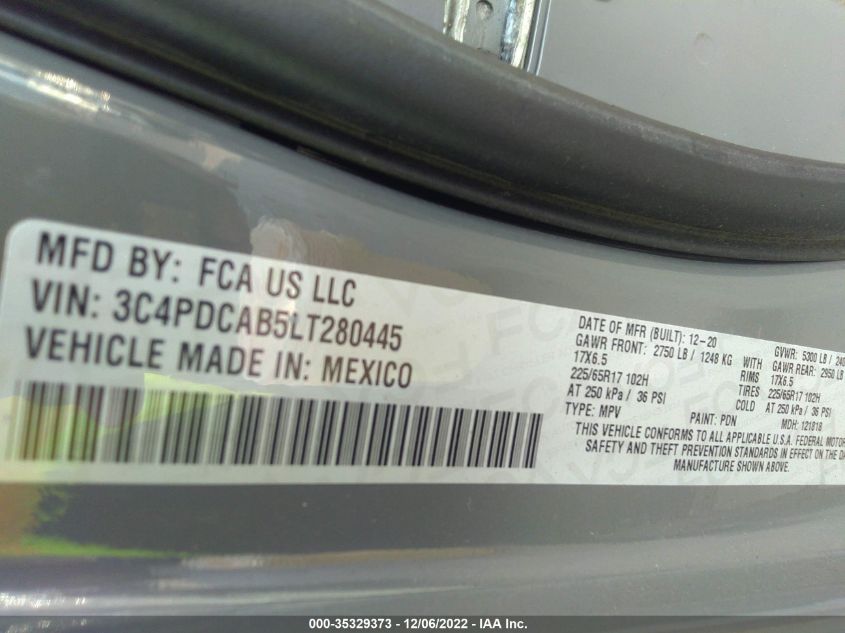 MFD BY: FCA US LLC
VIN: 3C4PDCAB5LT280445
VEHICLE MADE IN: MEXICO
DATE OF MFR (BUILT): 12-20
GAWR FRONT: 2750 LB / 1248 KG
17X6.5
225/65R17 102H
AT 250 kPa / 36 PSI
TYPE: MPV
WITH
RIMS
TIRES
COLD
GVWR: 5300 LB / 240
GAWR REAR: 2950 LB
17X6.5
225/65R17 102H
AT 250 kPa / 36 PSI
PAINT: PDN
MDH: 121818
THIS VEHICLE CONFORMS TO ALL APPLICABLE U.S.A. FEDERAL MOTOR
SAFETY AND THEFT PREVENTION STANDARDS IN EFFECT ON THE DA
MANUFACTURE SHOWN ABOVE.
000-35329373 - 12/06/2022 - IAA Inc.